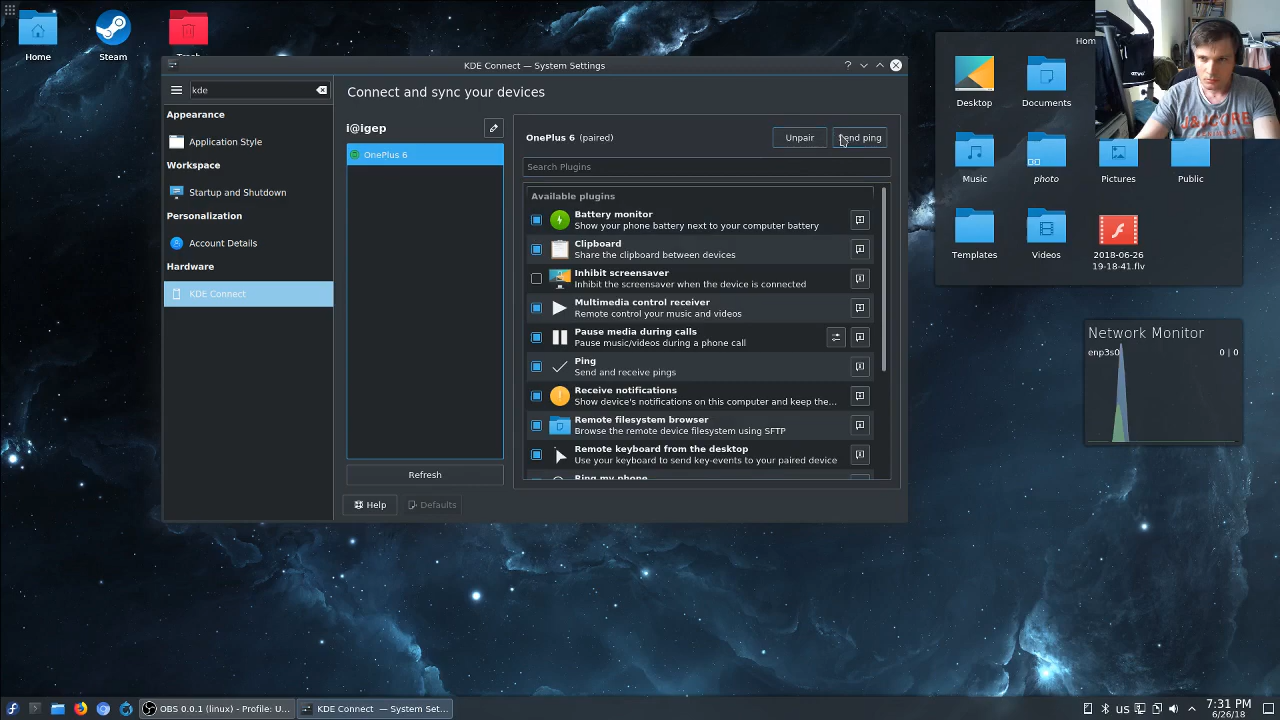 Home
Steam
KDE Connect — System Settings
kde
Appearance
Application Style
Workspace
Startup and Shutdown
Personalization
Account Details
Hardware
KDE Connect
Connect and sync your devices
i@igep
OnePlus 6
Refresh
Help
Defaults
OnePlus 6 (paired)
Unpair
Send ping
Search Plugins
Available plugins
Battery monitor
Show your phone battery next to your computer battery
Clipboard
Share the clipboard between devices
Inhibit screensaver
Inhibit the screensaver when the device is connected
Multimedia control receiver
Remote control your music and videos
Pause media during calls
Pause music/videos during a phone call
Ping
Send and receive pings
Receive notifications
Show device's notifications on this computer and keep the...
Remote filesystem browser
Browse the remote device filesystem using SFTP
Remote keyboard from the desktop
Use your keyboard to send key-events to your paired device
Ring my phone
Hom
Desktop
Documents
Music
photo
Pictures
Public
Templates
Videos
2018-06-26
19-18-41.flv
J&JCORE
Network Monitor
enp3s0
0 | 0
OBS 0.0.1 (linux) - Profile: U...
KDE Connect — System Set...
us
7:31 PM
6/26/18